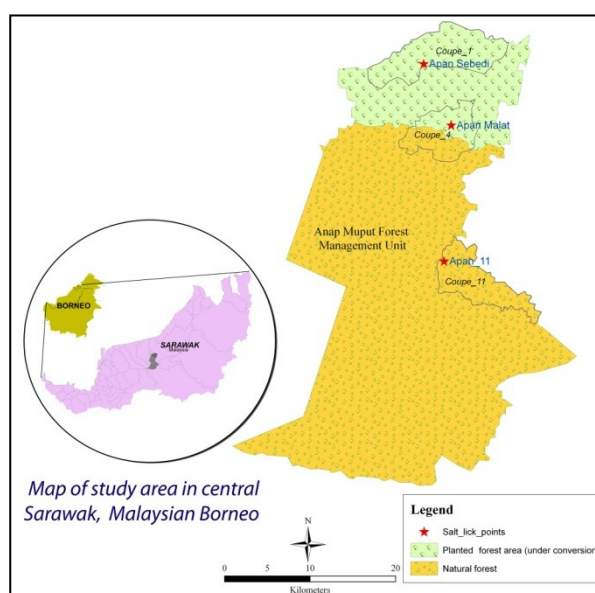 Coupe_1
Apan Sebedi
Apan Malat
Coupe_4
Anap Muput Forest
Management Unit
Apan_11
Coupe_11
BORNEO
SARAWAK
Malaysia
Map of study area in central
Sarawak, Malaysian Borneo
N
0 5 10 20
Kilometers
Legend
Salt_lick_points
Planted forest area (under conversion
Natural forest